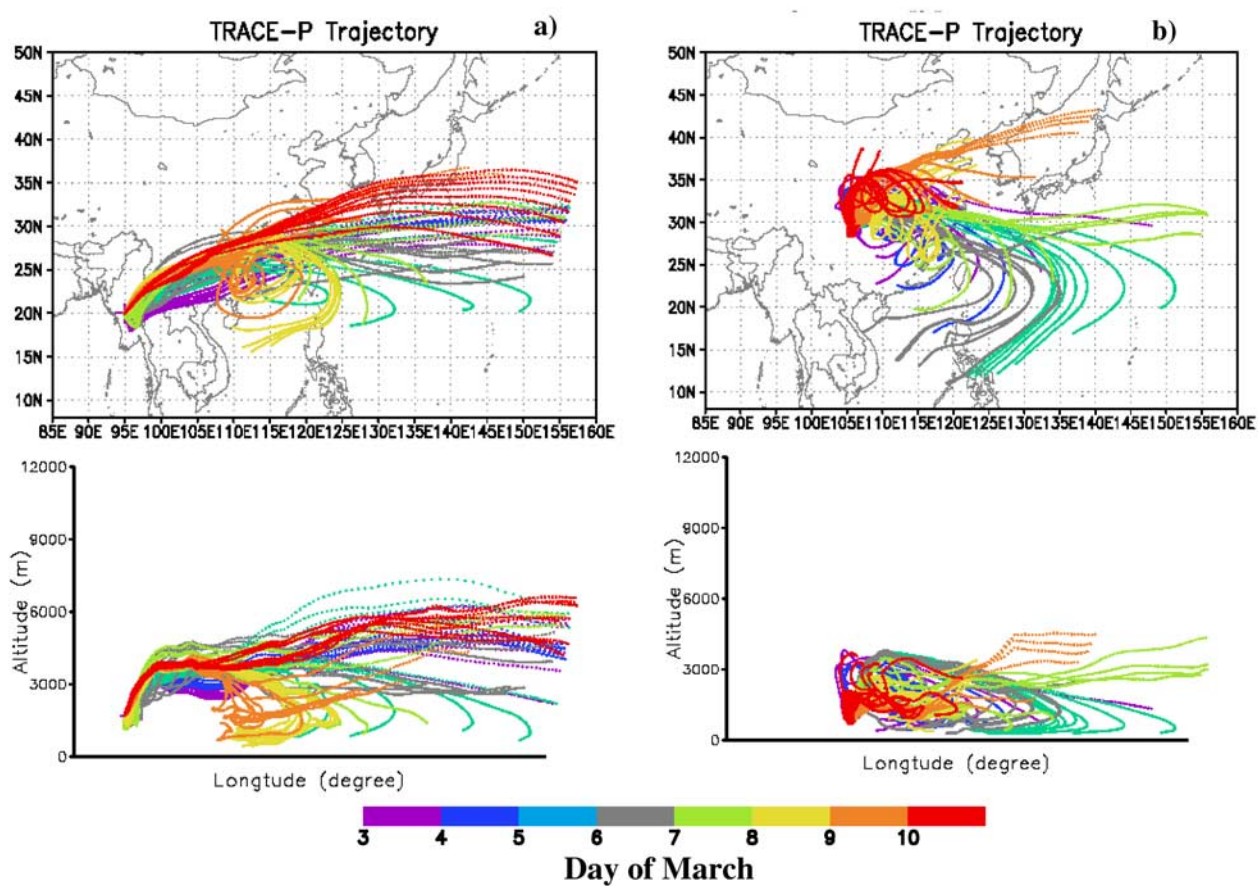 TRACE-P Trajectory a)
50N
45N
40N
35N
30N
25N
20N
15N
10N
85E 90E 95E 100E 105E 110E 115E 120E 125E 130E 135E 140E 145E 150E 155E 160E
12000
9000
6000
3000
0
Altitude (m)
Longtude (degree)
TRACE-P Trajectory b)
50N
45N
40N
35N
30N
25N
20N
15N
10N
85E 90E 95E 100E 105E 110E 115E 120E 125E 130E 135E 140E 145E 150E 155E 160E
12000
9000
6000
3000
0
Altitude (m)
Longtude (degree)
3 4 5 6 7 8 9 10
Day of March